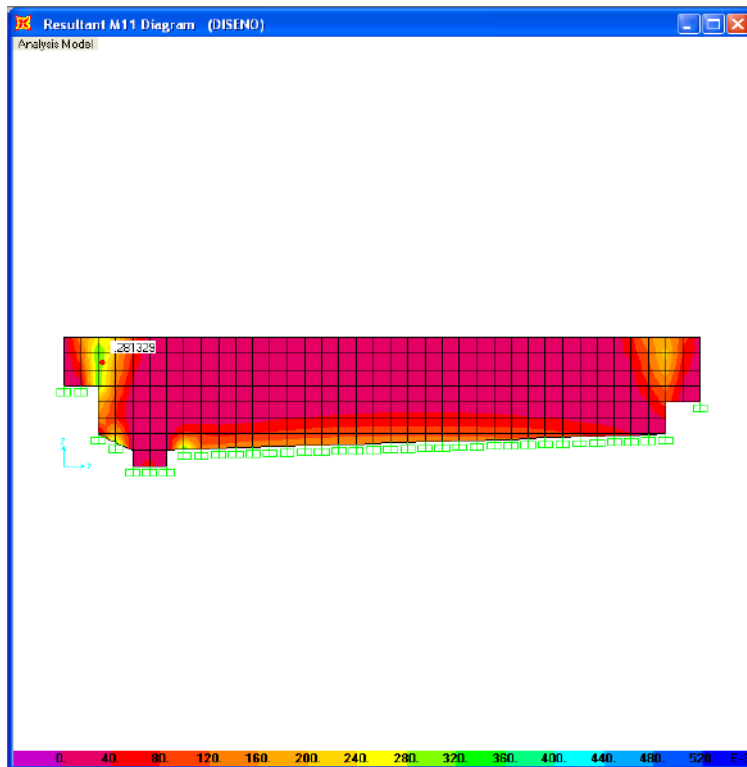 Resultant M11 Diagram (DISENO)
Analysis Model
.281329
Z
X
0. 40. 80. 120. 160. 200. 240. 280. 320. 360. 400. 440. 480. 520.